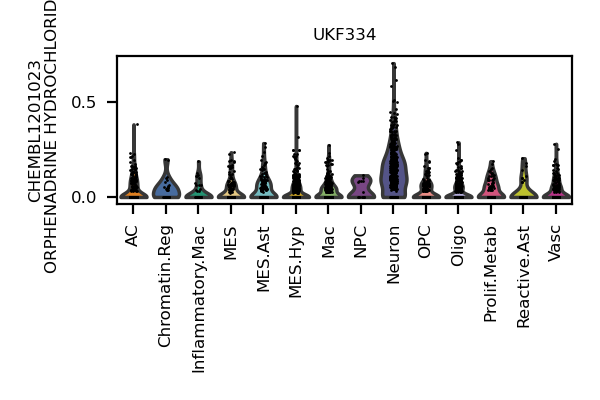 UKF334
CHEMBL1201023
ORPHENADRINE HYDROCHLORID
0.5
0.0
AC
Chromatin.Reg
Inflammatory.Mac
MES
MES.Ast
MES.Hyp
Mac
NPC
Neuron
OPC
Oligo
Prolif.Metab
Reactive.Ast
Vasc